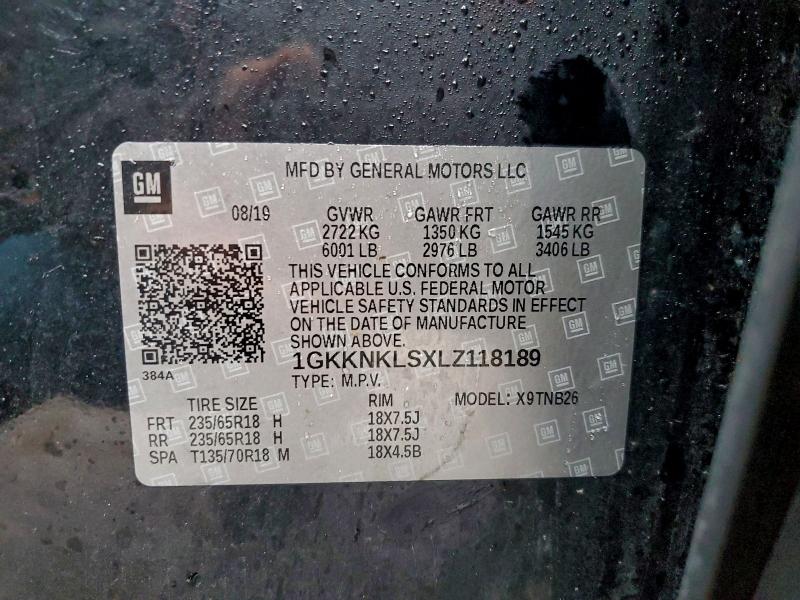 GM
MFD BY GENERAL MOTORS LLC
08/19 GVWR GAWR FRT GAWR RR
2722 KG 1350 KG 1545 KG
6001 LB 2976 LB 3406 LB
THIS VEHICLE CONFORMS TO ALL
APPLICABLE U.S. FEDERAL MOTOR
VEHICLE SAFETY STANDARDS IN EFFECT
ON THE DATE OF MANUFACTURE
SHOWN ABOVE.
384A
1GKKNKLSXLZ118189
TYPE: M.P.V.
TIRE SIZE RIM MODEL: X9TNB26
FRT 235/65R18 H 18X7.5J
RR 235/65R18 H 18X7.5J
SPA T135/70R18 M 18X4.5B